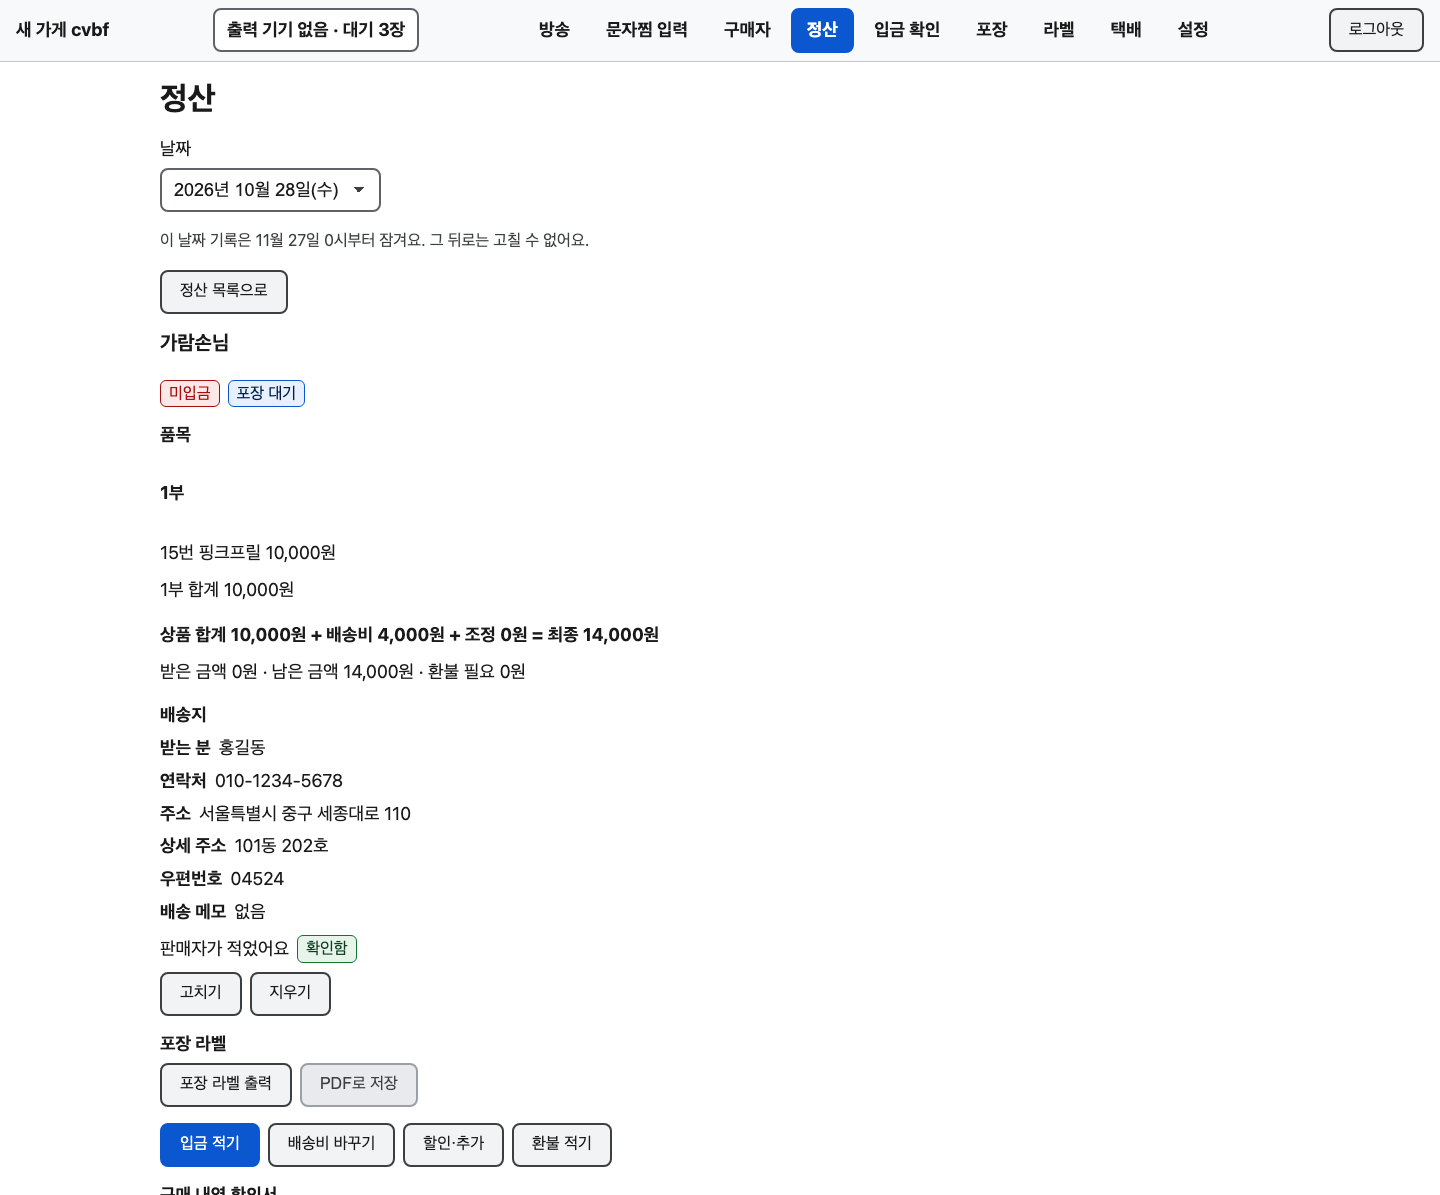 새 가게 cvbf
출력 기기 없음 · 대기 3장
방송 문자찜 입력 구매자 정산 입금 확인 포장 라벨 택배 설정
로그아웃
정산
날짜
2026년 10월 28일(수)
이 날짜 기록은 11월 27일 0시부터 잠겨요. 그 뒤로는 고칠 수 없어요.
정산 목록으로
가람손님
미입금 포장 대기
품목
1부
15번 핑크프릴 10,000원
1부 합계 10,000원
상품 합계 10,000원 + 배송비 4,000원 + 조정 0원 = 최종 14,000원
받은 금액 0원 · 남은 금액 14,000원 · 환불 필요 0원
배송지
받는 분 홍길동
연락처 010-1234-5678
주소 서울특별시 중구 세종대로 110
상세 주소 101동 202호
우편번호 04524
배송 메모 없음
판매자가 적었어요 확인함
고치기 지우기
포장 라벨
포장 라벨 출력 PDF로 저장
입금 적기 배송비 바꾸기 할인·추가 환불 적기
구매 내역 확인서